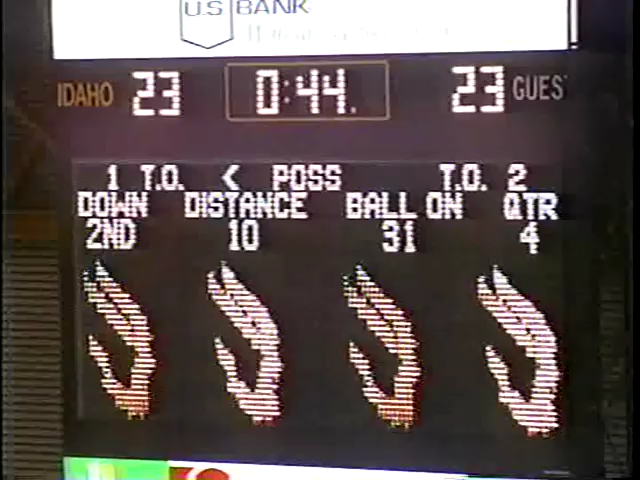 U.S BANK
IDAHO 23 0:44. 23 GUES
1 T.O. < POSS T.O. 2
DOWN DISTANCE BALL ON QTR
2ND 10 31 4